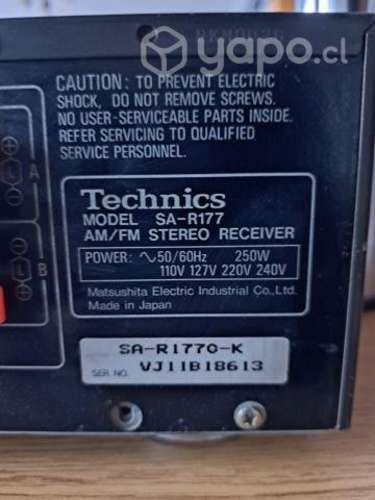 yapo.cl
CAUTION: TO PREVENT ELECTRIC
SHOCK, DO NOT REMOVE SCREWS.
NO USER-SERVICEABLE PARTS INSIDE.
REFER SERVICING TO QUALIFIED
SERVICE PERSONNEL.
A
L
Technics
MODEL SA-R177
AM/FM STEREO RECEIVER
B
L
POWER: ∿50/60Hz 250W
110V 127V 220V 240V
Matsushita Electric Industrial Co.,Ltd.
Made in Japan
SA-R177G-K
SER. NO. VJ11B18613